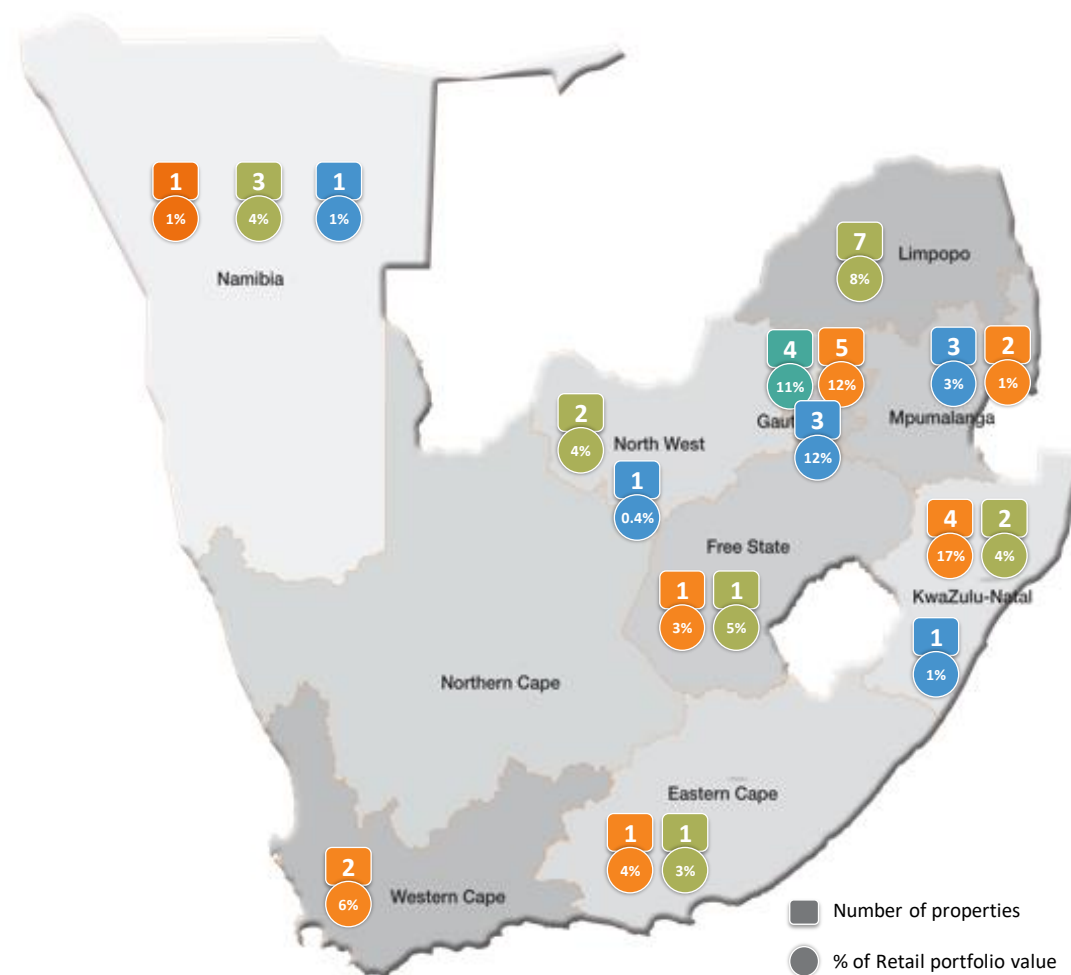 1 3 1
1% 4% 1%
Namibia
7
8%
Limpopo
4 5
11% 12%
3 2
3% 1%
Gaut
3
12%
Mpumalanga
2
4%
North West
1
0.4%
Free State
1 1
3% 5%
4 2
17% 4%
KwaZulu-Natal
1
1%
Northern Cape
Eastern Cape
1 1
4% 3%
2
6%
Western Cape
Number of properties
% of Retail portfolio value